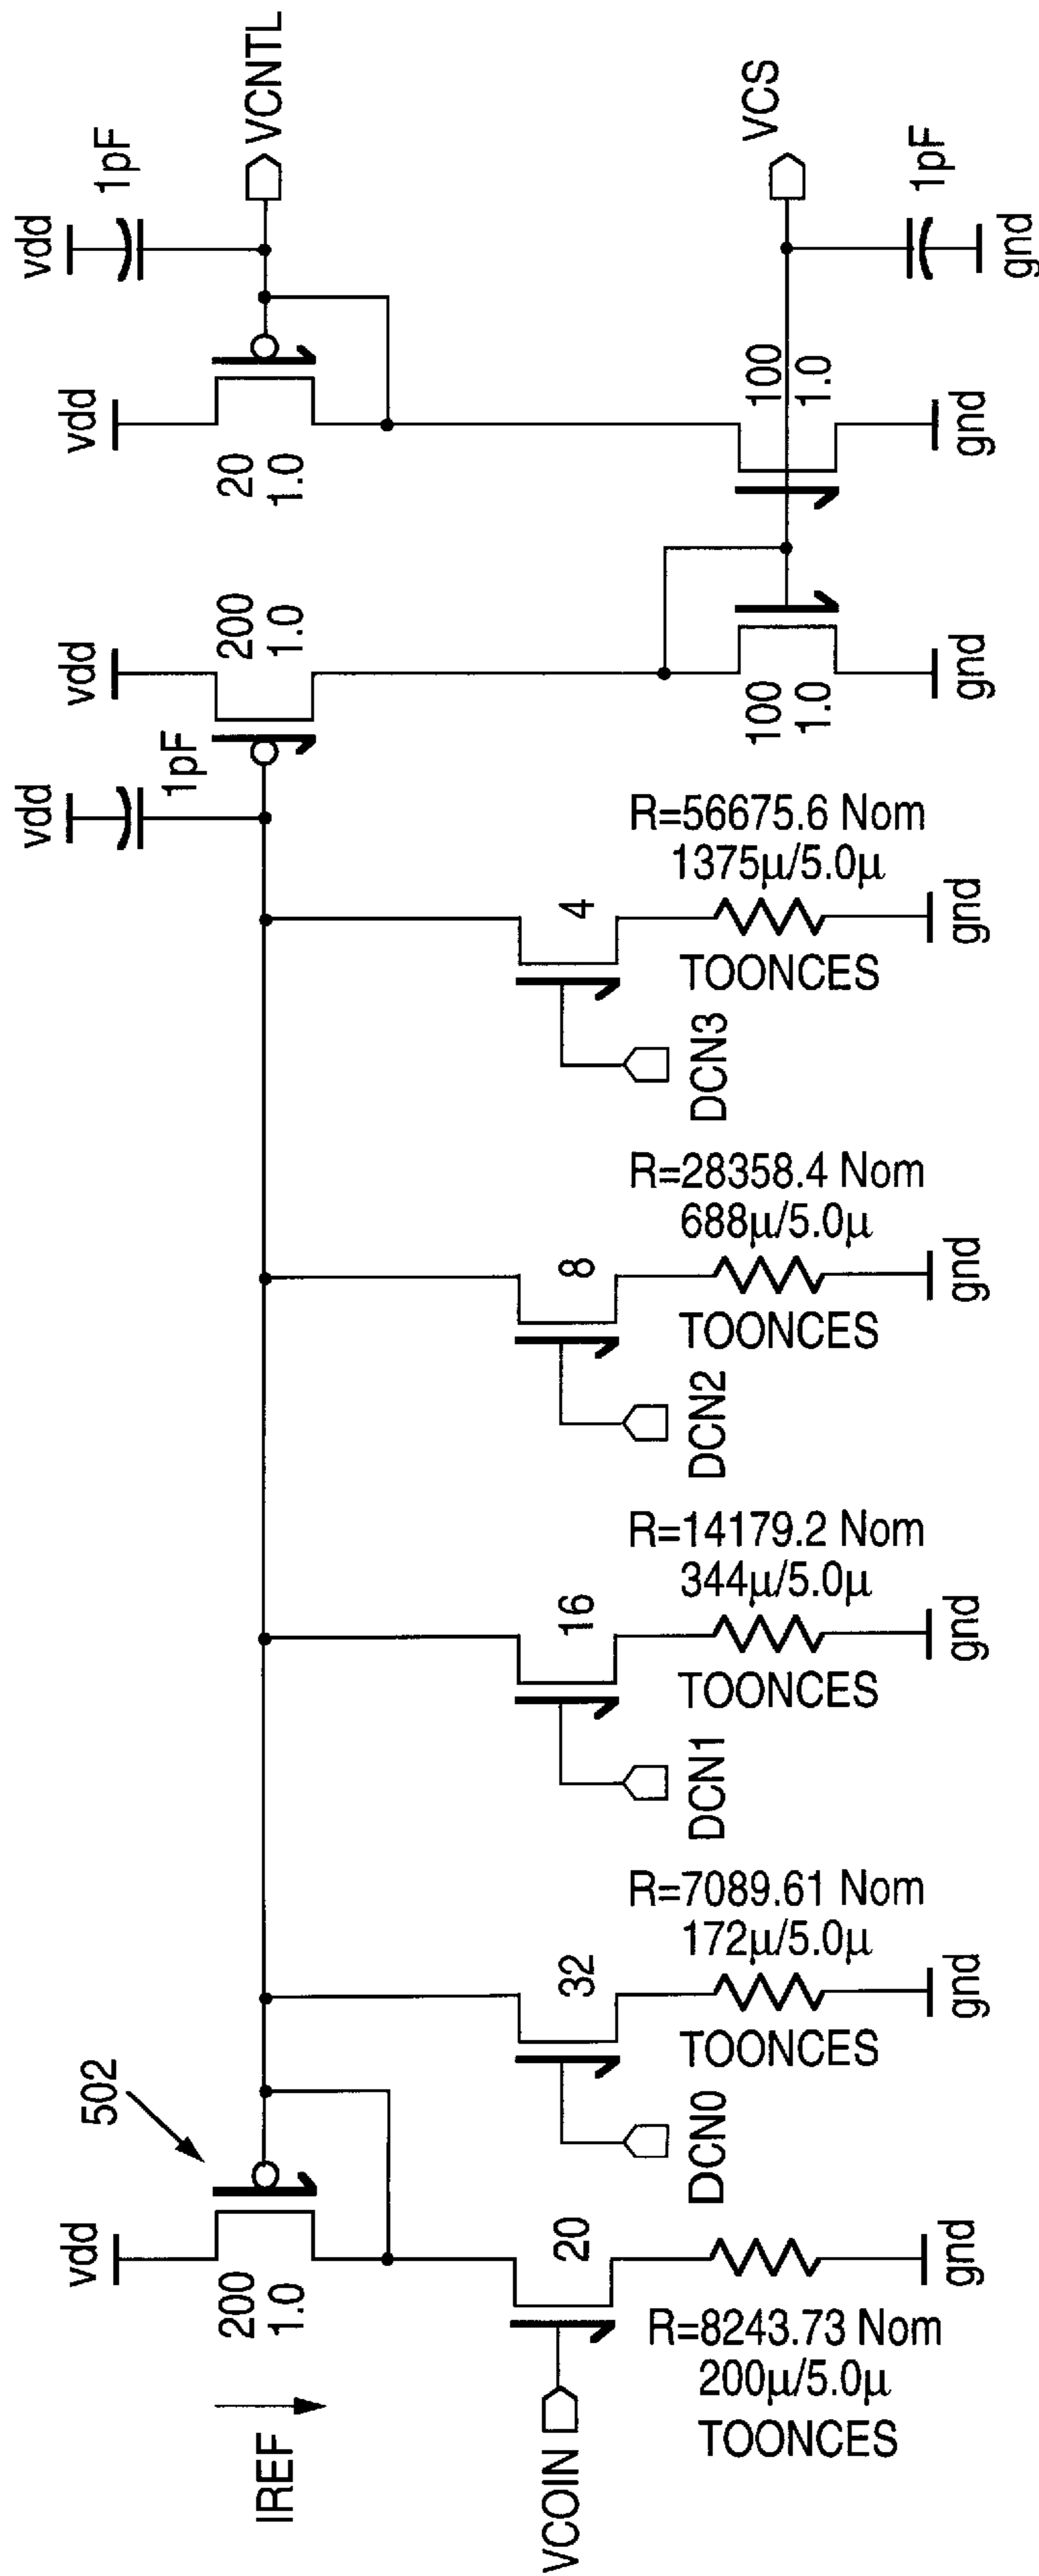 IREF
vdd
200
1.0
502
VCOIN
20
R=8243.73 Nom
200µ/5.0µ
TOONCES
gnd
DCN0
32
R=7089.61 Nom
172µ/5.0µ
TOONCES
gnd
DCN1
16
R=14179.2 Nom
344µ/5.0µ
TOONCES
gnd
DCN2
8
R=28358.4 Nom
688µ/5.0µ
TOONCES
gnd
DCN3
4
R=56675.6 Nom
1375µ/5.0µ
TOONCES
gnd
vdd
1pF
vdd
200
1.0
100
1.0
gnd
vdd
20
1.0
100
1.0
gnd
vdd
1pF
VCNTL
VCS
1pF
gnd